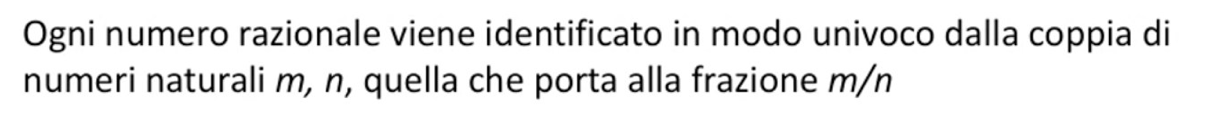 Ogni numero razionale viene identificato in modo univoco dalla coppia di
numeri naturali m, n, quella che porta alla frazione m/n